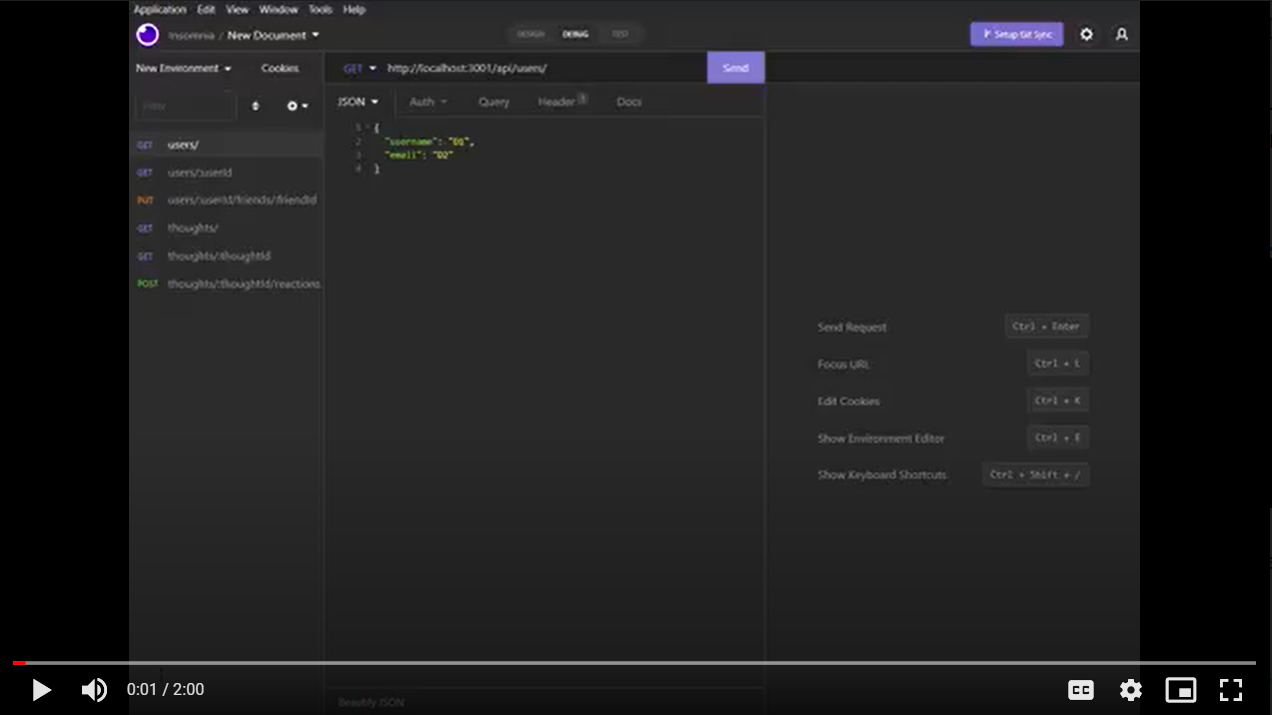 Application Edit View Window Tools Help
Insomnia / New Document
DESIGN DEBUG TEST
Setup Git Sync
New Environment
Cookies
GET http://localhost:3001/api/users/
Send
Filter
JSON Auth Query Header 1 Docs
1 {
2 "username": "01",
3 "email": "02"
4 }
GET users/
GET users/:userId
PUT users/:userId/friends/:friendId
GET thoughts/
GET thoughts/:thoughtId
POST thoughts/:thoughtId/reactions
Send Request Ctrl + Enter
Focus URL Ctrl + L
Edit Cookies Ctrl + K
Show Environment Editor Ctrl + E
Show Keyboard Shortcuts Ctrl + Shift + /
Beautify JSON
0:01 / 2:00
CC